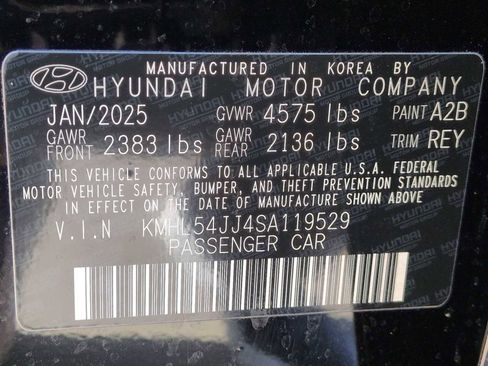 MANUFACTURED IN KOREA BY
HYUNDAI MOTOR COMPANY
JAN/2025 GVWR 4575 lbs PAINT A2B
GAWR FRONT 2383 lbs GAWR REAR 2136 lbs TRIM REY
THIS VEHICLE CONFORMS TO ALL APPLICABLE U.S.A. FEDERAL
MOTOR VEHICLE SAFETY, BUMPER, AND THEFT PREVENTION STANDARDS
IN EFFECT ON THE DATE OF MANUFACTURE SHOWN ABOVE.
V.I.N KMHL54JJ4SA119529
PASSENGER CAR